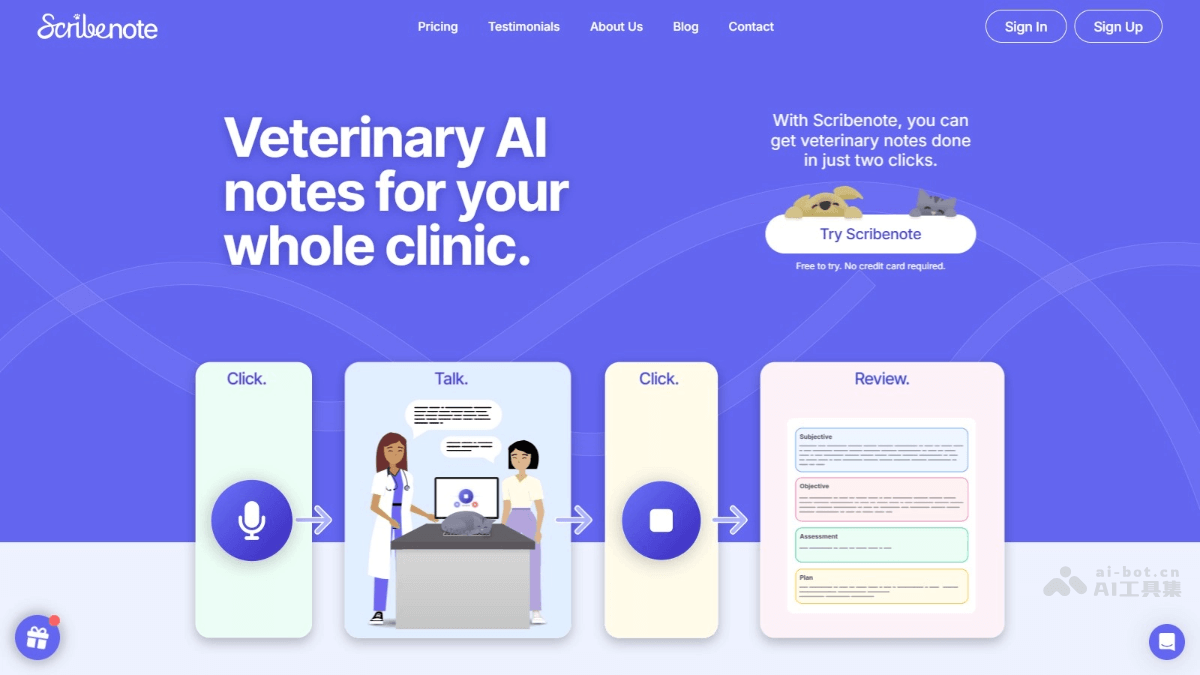 Scribenote
Pricing
Testimonials
About Us
Blog
Contact
Sign In
Sign Up
Veterinary AI
notes for your
whole clinic.
With Scribenote, you can
get veterinary notes done
in just two clicks.
Try Scribenote
Free to try. No credit card required.
Click.
Talk.
Click.
Review.
Subjective
Objective
Assessment
Plan
ai-bot.cn
AI工具集